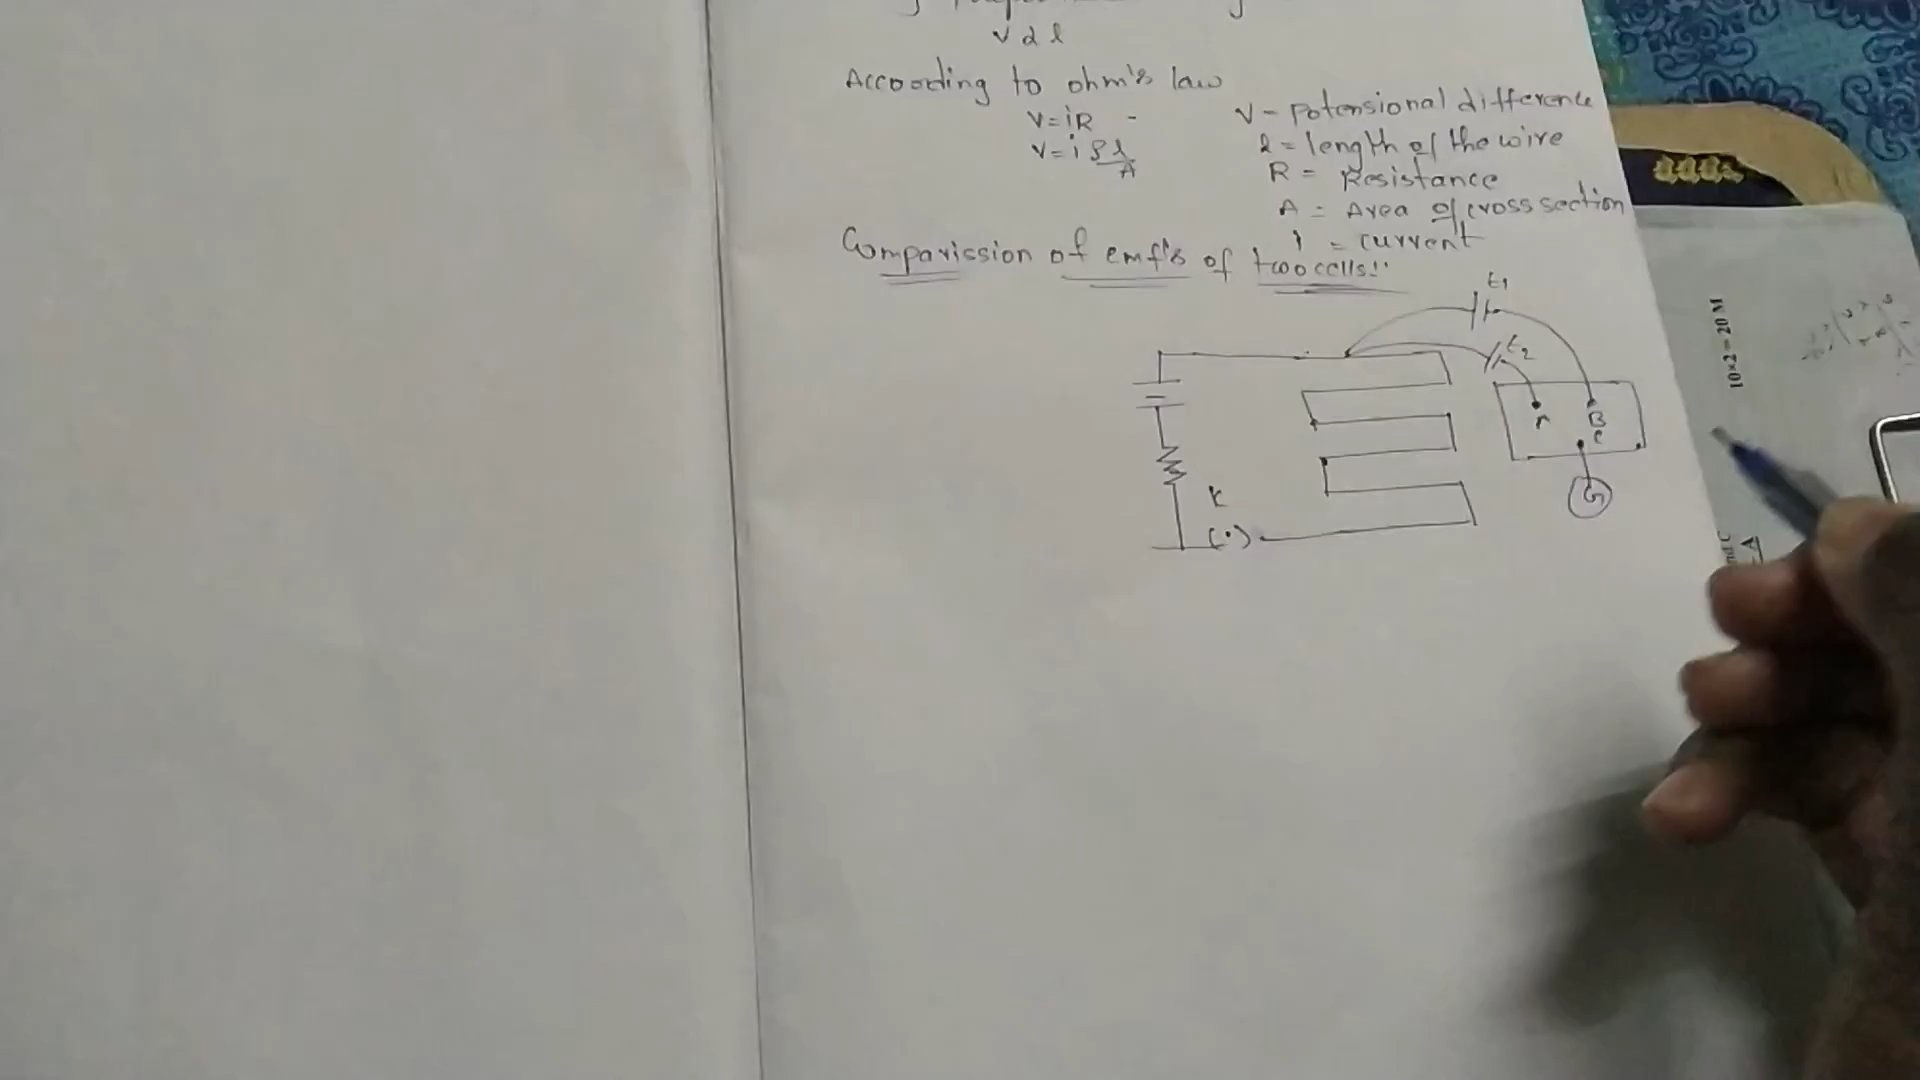 V α l
Accooding to ohm's law
V = iR -
V = i ρl/A
V - potensional difference
l = length of the wire
R = Resistance
A = Area of cross section
i = current
Comparission of emf's of two cells:-
E1
E2
A
B
C
G
K
(•)
10×2 = 20 M